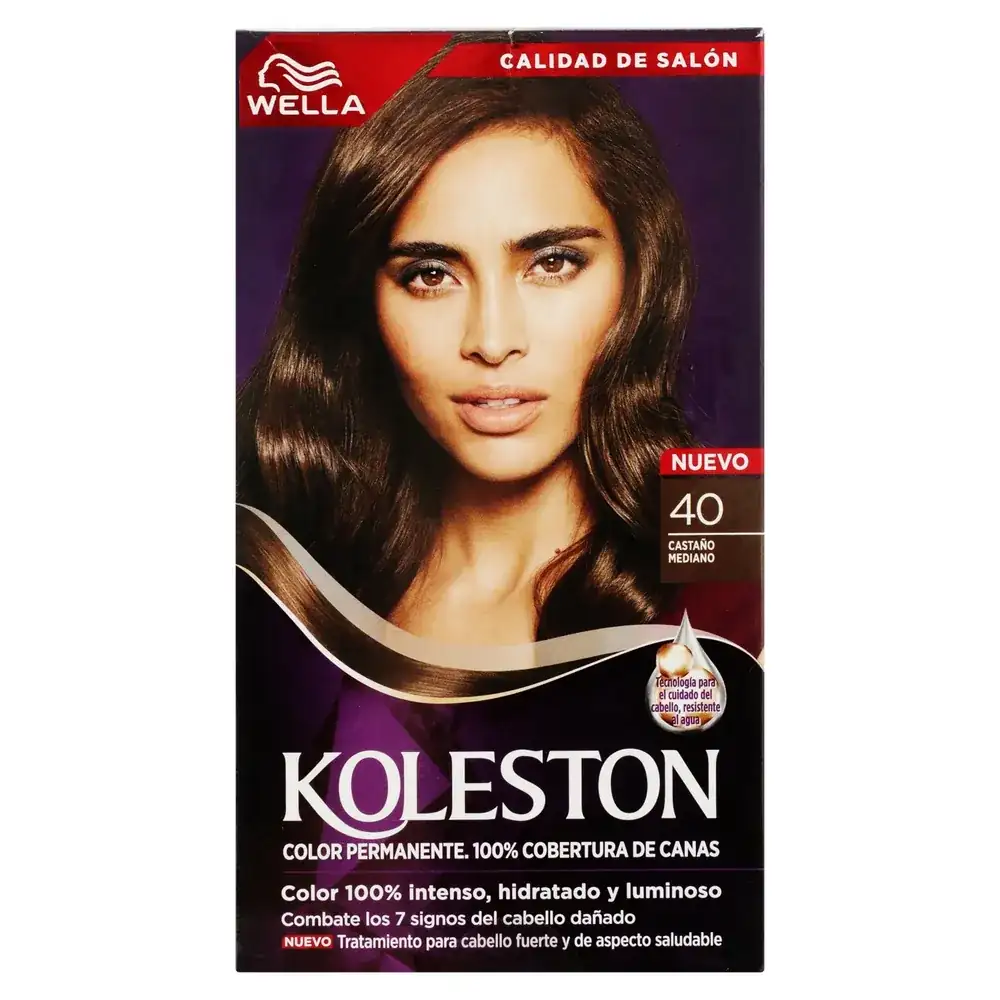 WELLA
CALIDAD DE SALÓN
NUEVO
40
CASTAÑO
MEDIANO
Tecnología para
el cuidado del
cabello, resistente
al agua
KOLESTON
COLOR PERMANENTE. 100% COBERTURA DE CANAS
Color 100% intenso, hidratado y luminoso
Combate los 7 signos del cabello dañado
NUEVO Tratamiento para cabello fuerte y de aspecto saludable